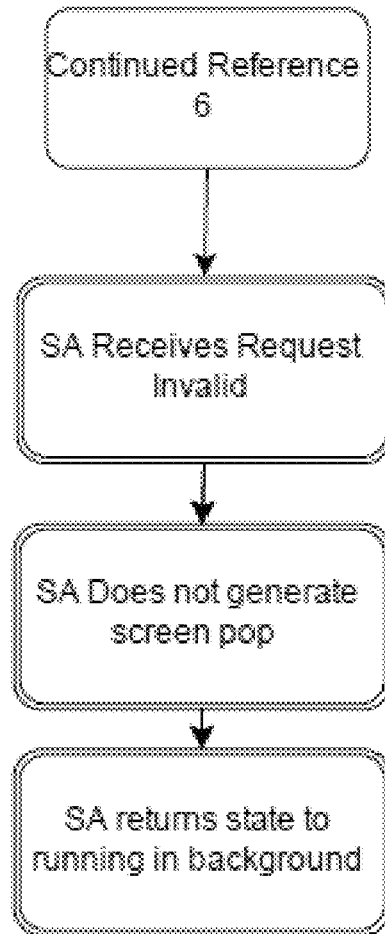 Continued Reference
6
SA Receives Request
Invalid
SA Does not generate
screen pop
SA returns state to
running in background